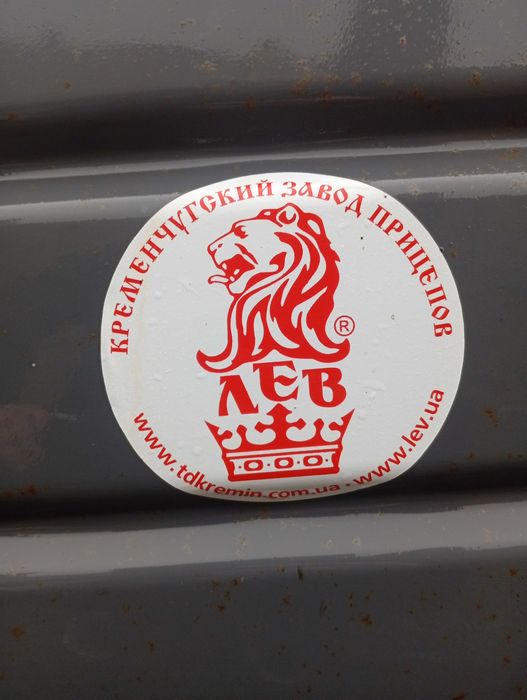 КРЕМЕНЧУГСКИЙ ЗАВОД ПРИЦЕПОВ
®
ЛЕВ
www.tdkremin.com.ua · www.lev.ua